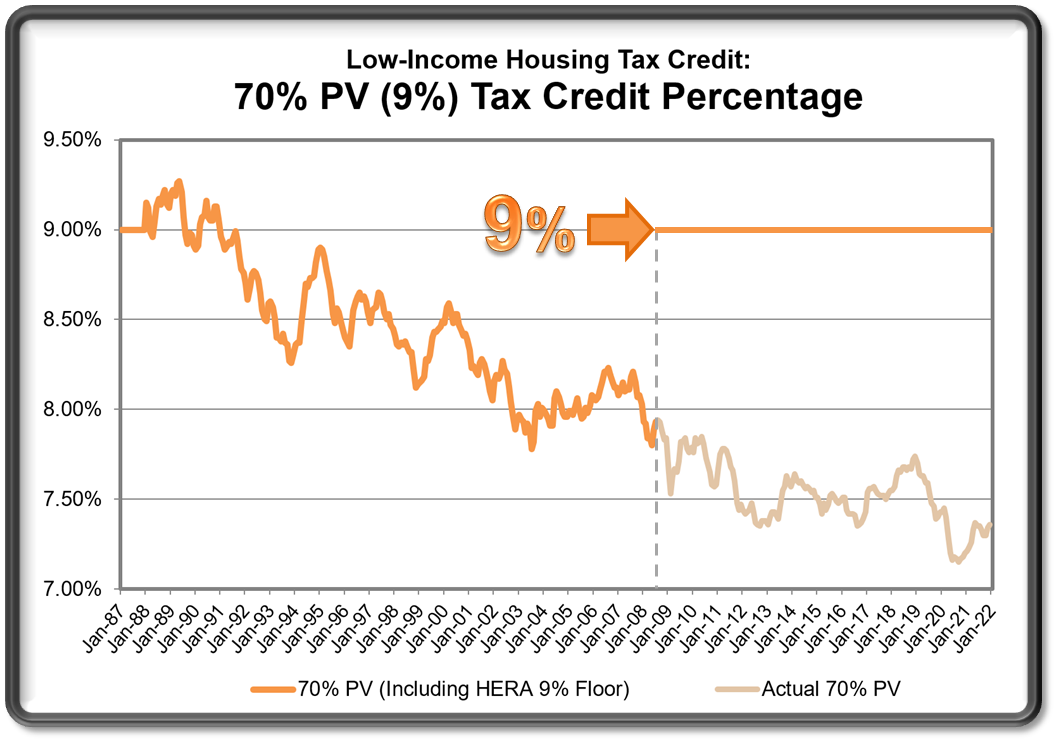 Low-Income Housing Tax Credit:
70% PV (9%) Tax Credit Percentage
9.50%
9.00%
8.50%
8.00%
7.50%
7.00%
9%
Jan-87
Jan-88
Jan-89
Jan-90
Jan-91
Jan-92
Jan-93
Jan-94
Jan-95
Jan-96
Jan-97
Jan-98
Jan-99
Jan-00
Jan-01
Jan-02
Jan-03
Jan-04
Jan-05
Jan-06
Jan-07
Jan-08
Jan-09
Jan-10
Jan-11
Jan-12
Jan-13
Jan-14
Jan-15
Jan-16
Jan-17
Jan-18
Jan-19
Jan-20
Jan-21
Jan-22
70% PV (Including HERA 9% Floor)
Actual 70% PV